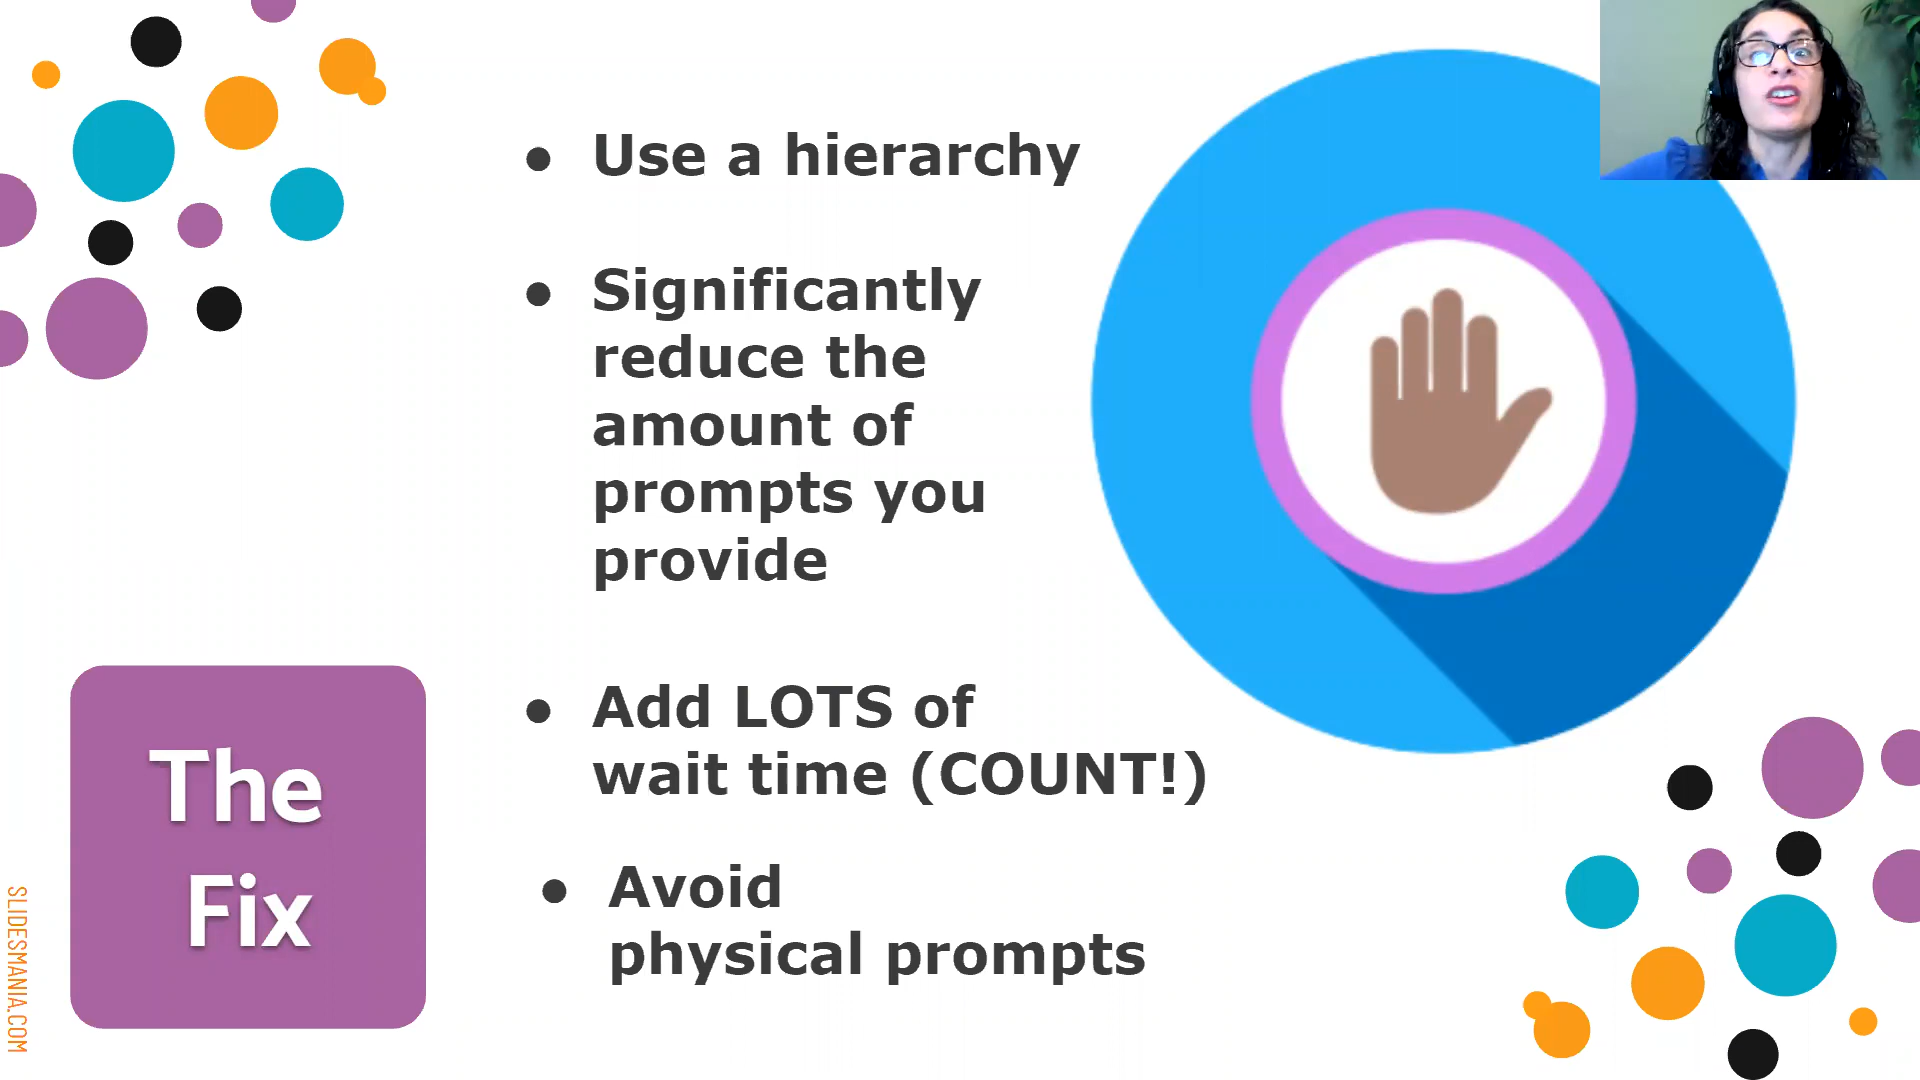 ● Use a hierarchy
● Significantly
reduce the
amount of
prompts you
provide
● Add LOTS of
wait time (COUNT!)
● Avoid
physical prompts
The
Fix
SLIDESMANIA.COM